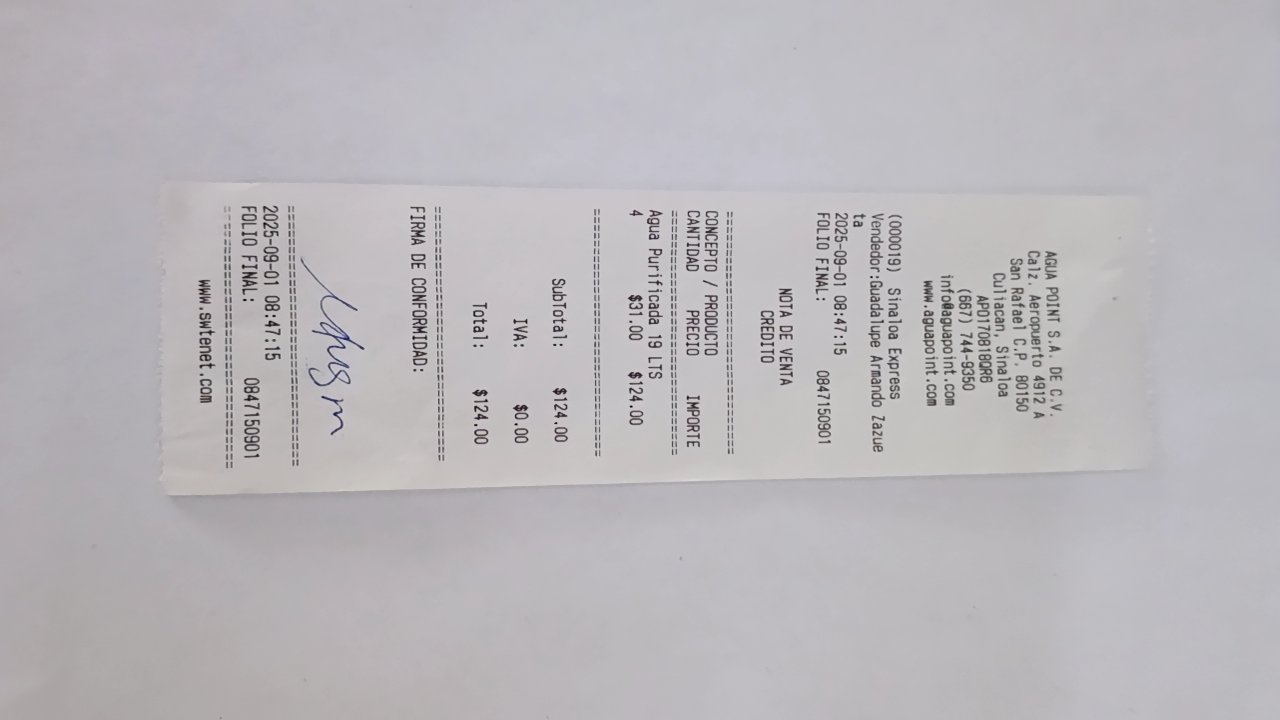 AGUA POINT S.A. DE C.V.
Calz. Aeropuerto 4912 A
San Rafael C.P. 80150
Culiacan, Sinaloa
APO170818QR6
(667) 744-9350
info@aguapoint.com
www.aguapoint.com
(000019) Sinaloa Express
Vendedor:Guadalupe Armando Zazue
ta
2025-09-01 08:47:15
FOLIO FINAL: 0847150901
NOTA DE VENTA
CREDITO
================================
CONCEPTO / PRODUCTO
CANTIDAD PRECIO IMPORTE
================================
Agua Purificada 19 LTS
4 $31.00 $124.00
================================
SubTotal: $124.00
IVA: $0.00
Total: $124.00
================================
FIRMA DE CONFORMIDAD:
================================
2025-09-01 08:47:15
FOLIO FINAL: 0847150901
================================
www.swtenet.com